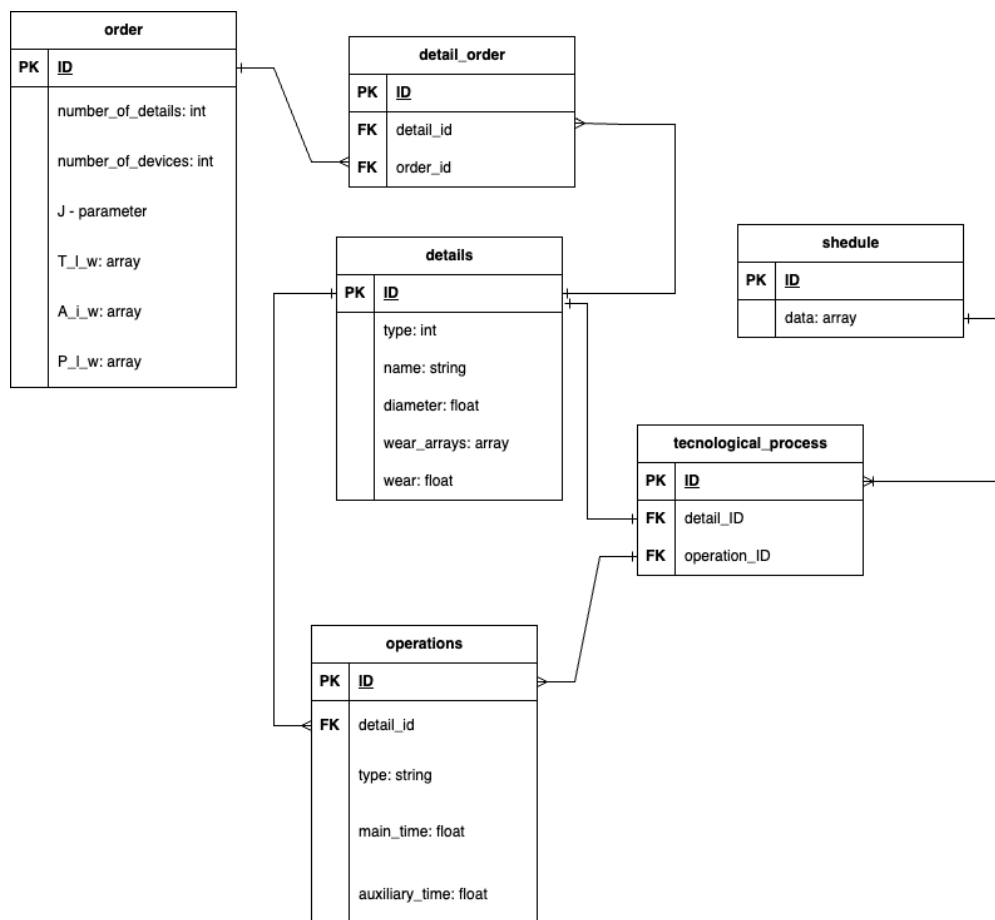 order
PK ID
number_of_details: int
number_of_devices: int
J - parameter
T_l_w: array
A_i_w: array
P_l_w: array
detail_order
PK ID
FK detail_id
FK order_id
details
PK ID
type: int
name: string
diameter: float
wear_arrays: array
wear: float
shedule
PK ID
data: array
tecnological_process
PK ID
FK detail_ID
FK operation_ID
operations
PK ID
FK detail_id
type: string
main_time: float
auxiliary_time: float